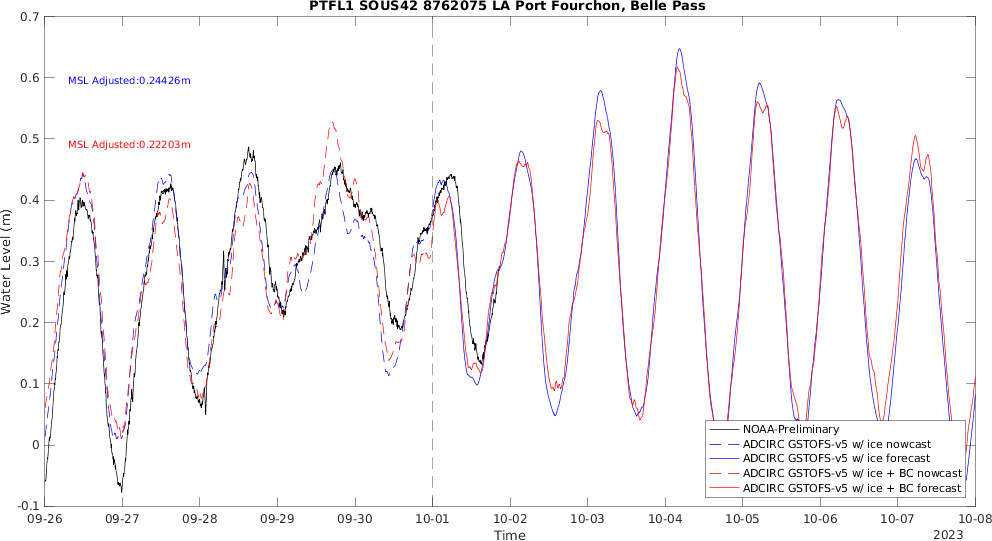 PTFL1 SOUS42 8762075 LA Port Fourchon, Belle Pass
0.7
0.6
0.5
0.4
0.3
0.2
0.1
0
-0.1
Water Level (m)
MSL Adjusted:0.24426m
MSL Adjusted:0.22203m
NOAA-Preliminary
ADCIRC GSTOFS-v5 w/ ice nowcast
ADCIRC GSTOFS-v5 w/ ice forecast
ADCIRC GSTOFS-v5 w/ ice + BC nowcast
ADCIRC GSTOFS-v5 w/ ice + BC forecast
09-26 09-27 09-28 09-29 09-30 10-01 10-02 10-03 10-04 10-05 10-06 10-07 10-08
Time
2023